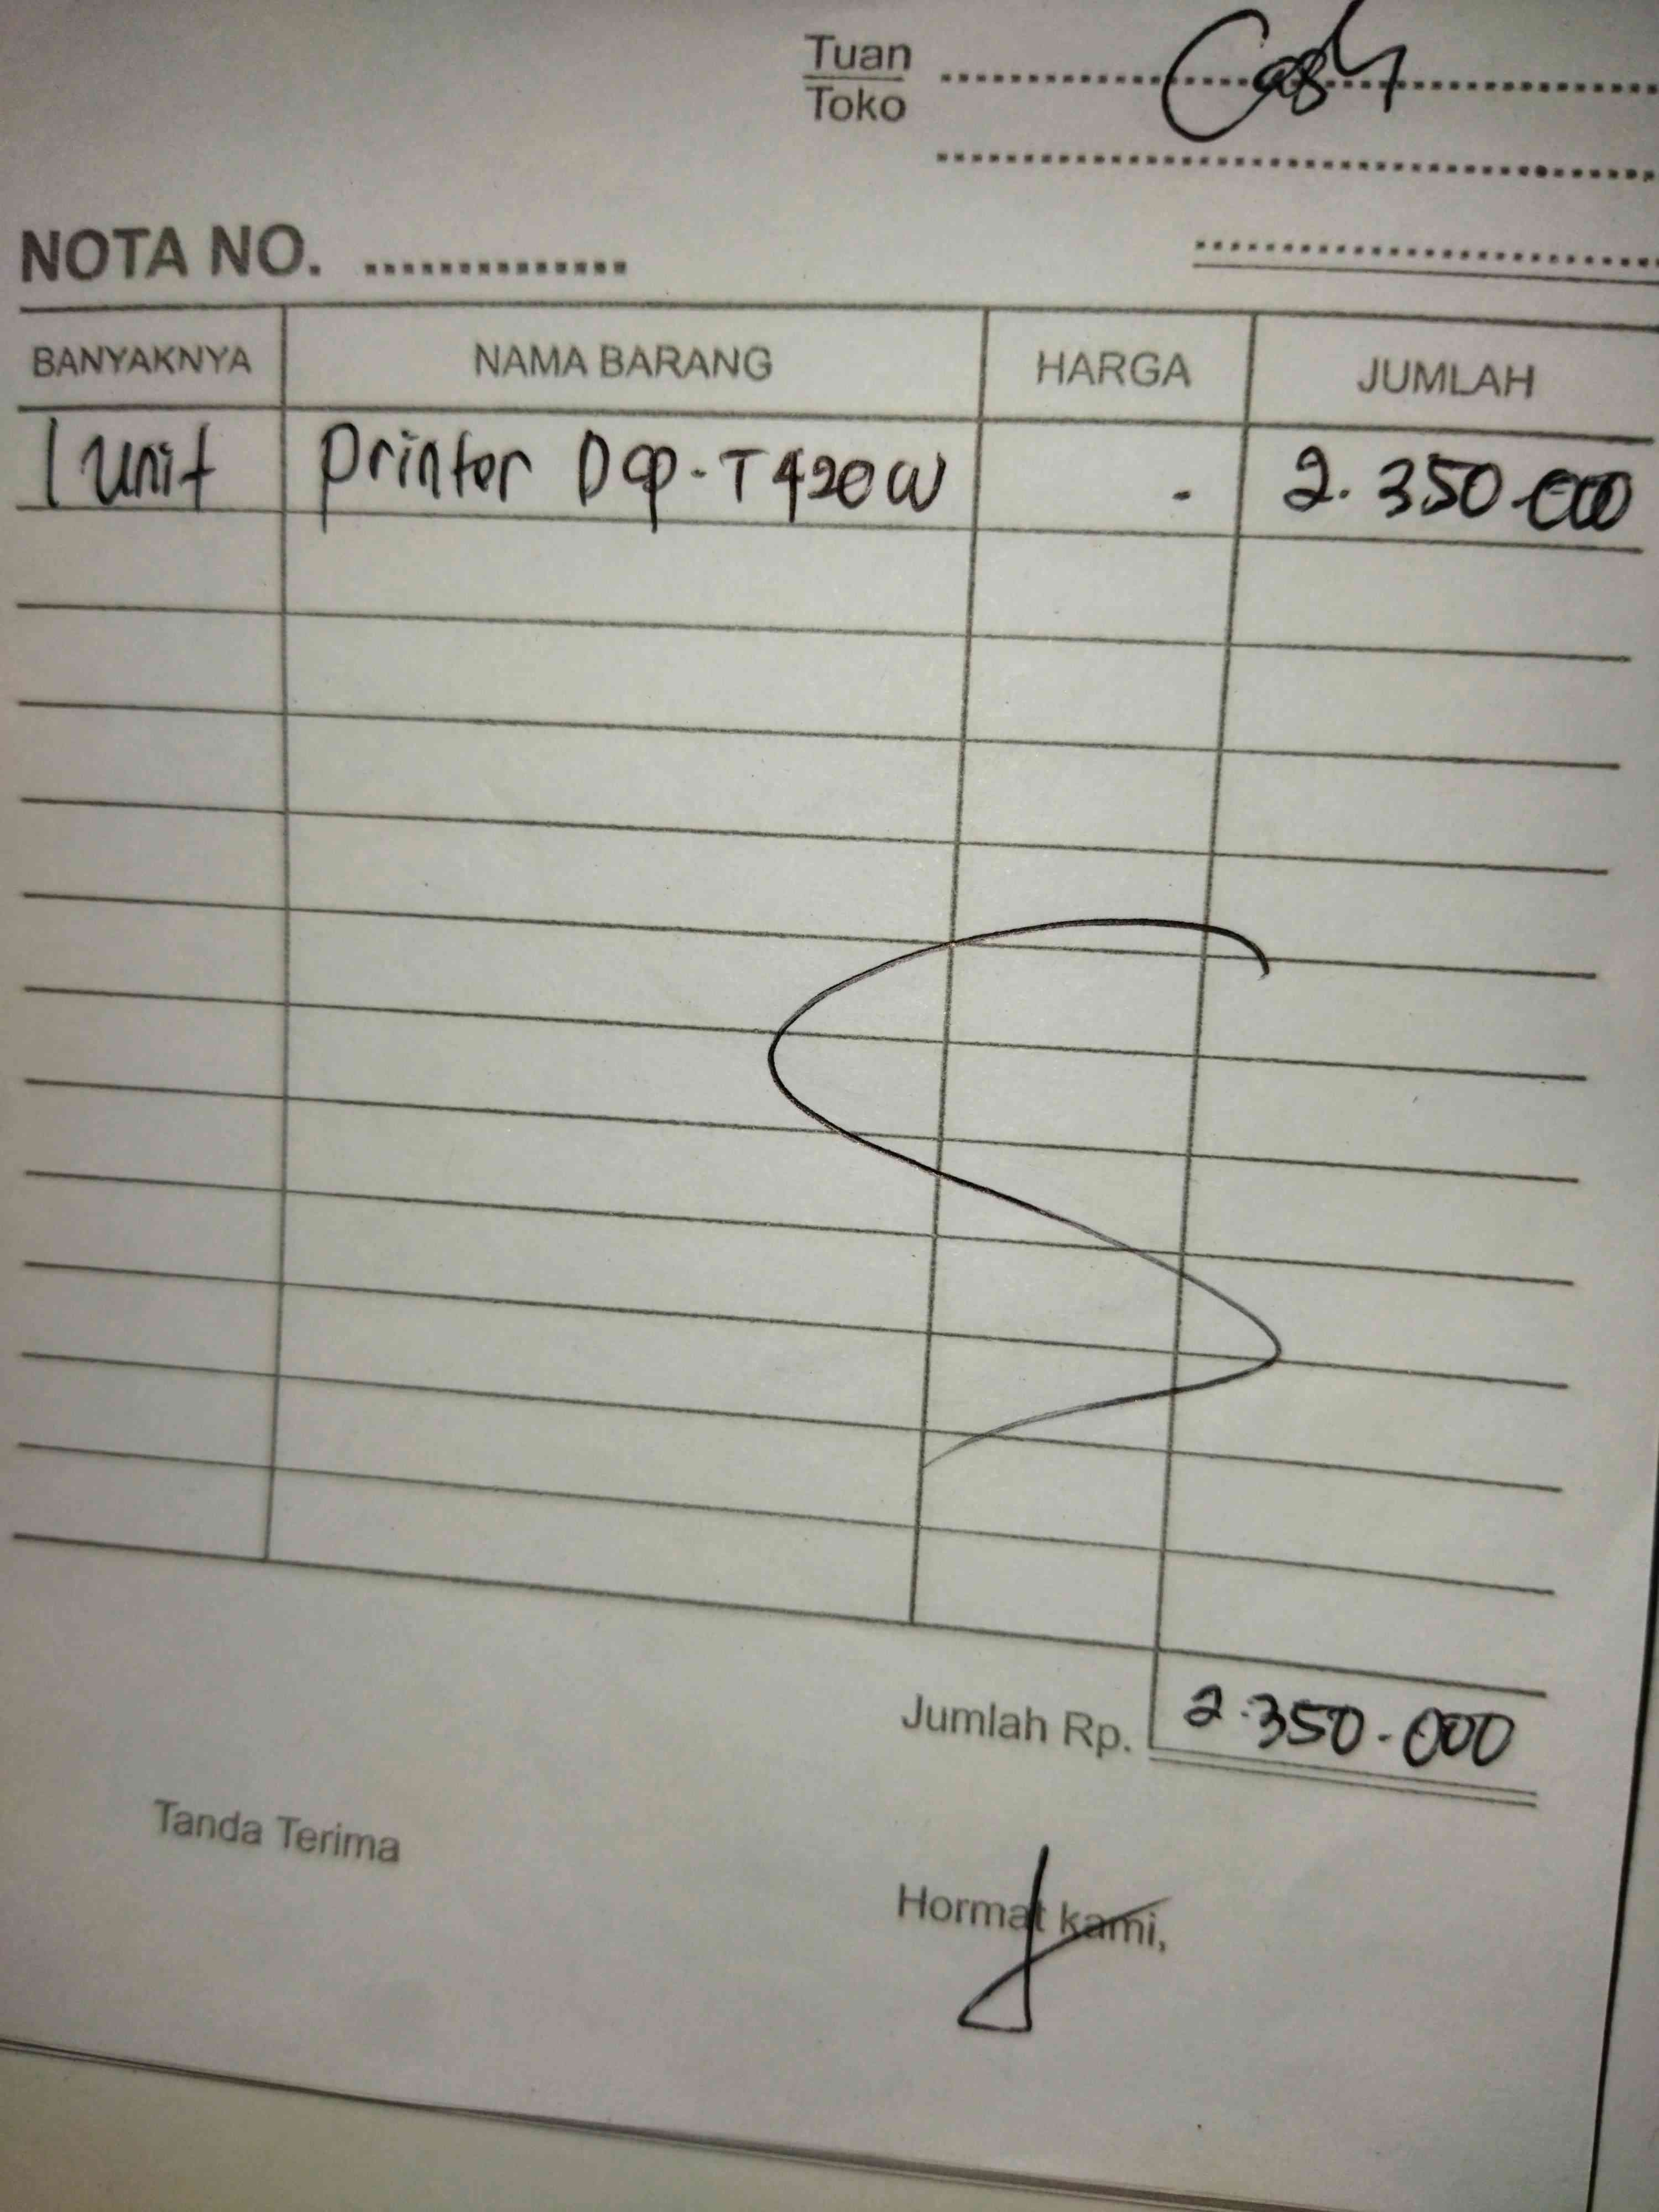 Tuan
Toko Cash
NOTA NO. ..............
BANYAKNYA NAMA BARANG HARGA JUMLAH
1 unit Printer Dcp-T420W - 2.350.000
Jumlah Rp. 2.350.000
Tanda Terima
Hormat kami,